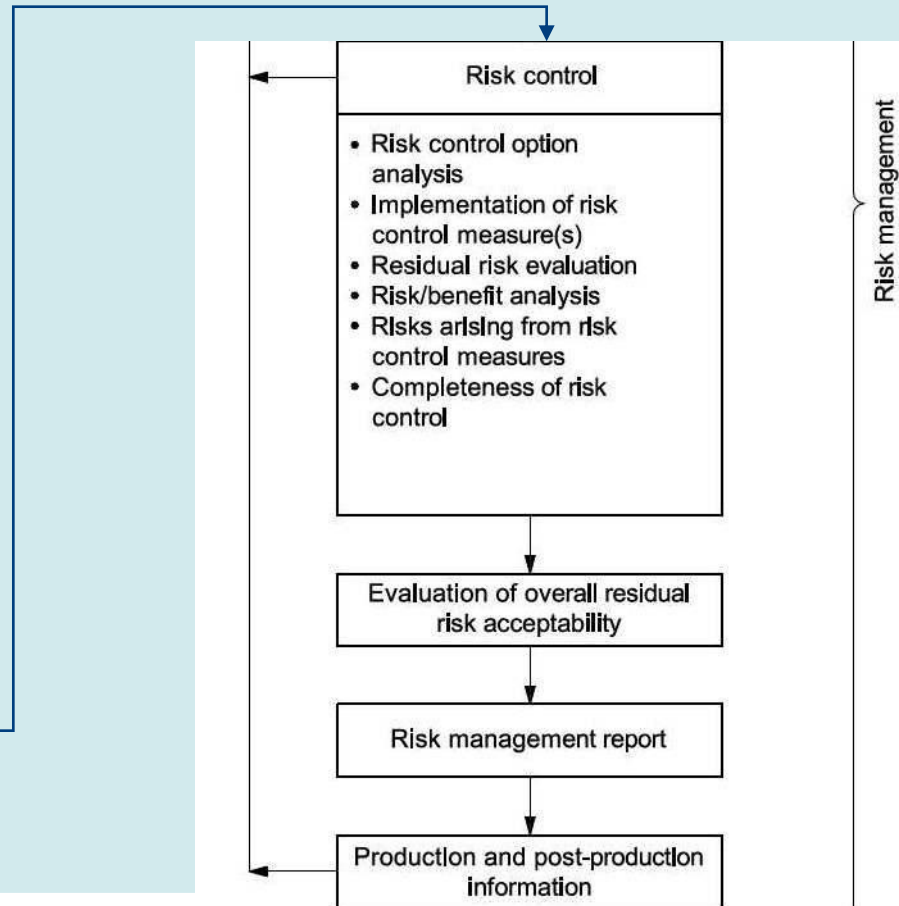 Risk control
• Risk control option
analysis
• Implementation of risk
control measure(s)
• Residual risk evaluation
• Risk/benefit analysis
• Risks arising from risk
control measures
• Completeness of risk
control
Evaluation of overall residual
risk acceptability
Risk management report
Production and post-production
information
Risk management